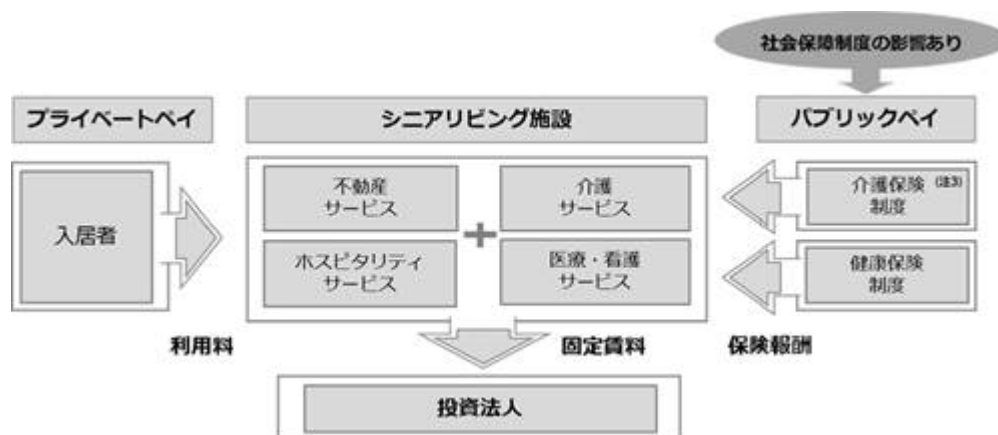 社会保障制度の影響あり
プライベートペイ
シニアリビング施設
パブリックペイ
入居者
不動産
サービス
介護
サービス
ホスピタリティ
サービス
医療・看護
サービス
介護保険 (注3)
制度
健康保険
制度
利用料
固定賃料
保険報酬
投資法人